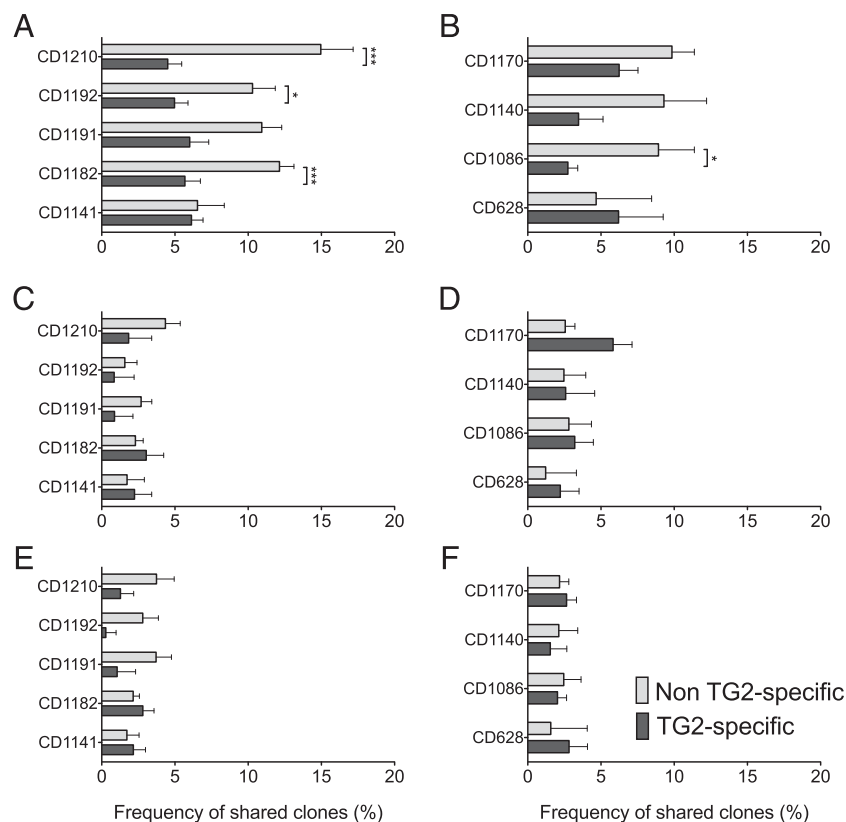 A
CD1210
***
CD1192
*
CD1191
CD1182
***
CD1141
0 5 10 15 20
B
CD1170
CD1140
CD1086
*
CD628
0 5 10 15 20
C
CD1210
CD1192
CD1191
CD1182
CD1141
0 5 10 15 20
D
CD1170
CD1140
CD1086
CD628
0 5 10 15 20
E
CD1210
CD1192
CD1191
CD1182
CD1141
0 5 10 15 20
Frequency of shared clones (%)
F
CD1170
CD1140
CD1086
CD628
Non TG2-specific
TG2-specific
0 5 10 15 20
Frequency of shared clones (%)